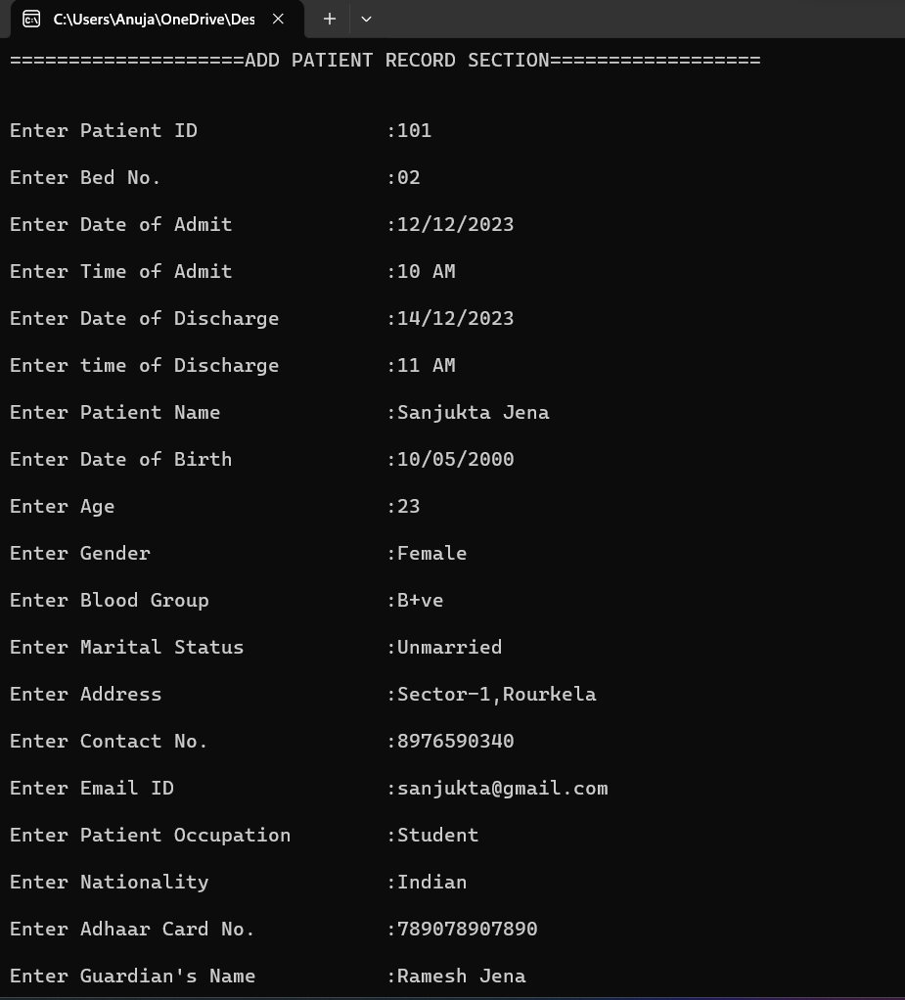 C:\Users\Anuja\OneDrive\Des
====================ADD PATIENT RECORD SECTION==================
Enter Patient ID :101
Enter Bed No. :02
Enter Date of Admit :12/12/2023
Enter Time of Admit :10 AM
Enter Date of Discharge :14/12/2023
Enter time of Discharge :11 AM
Enter Patient Name :Sanjukta Jena
Enter Date of Birth :10/05/2000
Enter Age :23
Enter Gender :Female
Enter Blood Group :B+ve
Enter Marital Status :Unmarried
Enter Address :Sector-1,Rourkela
Enter Contact No. :8976590340
Enter Email ID :sanjukta@gmail.com
Enter Patient Occupation :Student
Enter Nationality :Indian
Enter Adhaar Card No. :789078907890
Enter Guardian's Name :Ramesh Jena